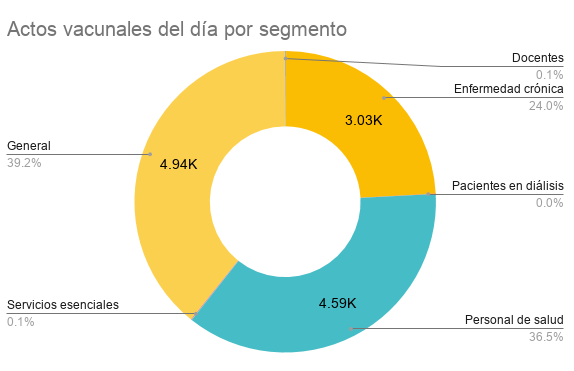 Actos vacunales del día por segmento
Docentes
0.1%
Enfermedad crónica
24.0%
3.03K
General
39.2%
4.94K
Pacientes en diálisis
0.0%
Servicios esenciales
0.1%
4.59K
Personal de salud
36.5%